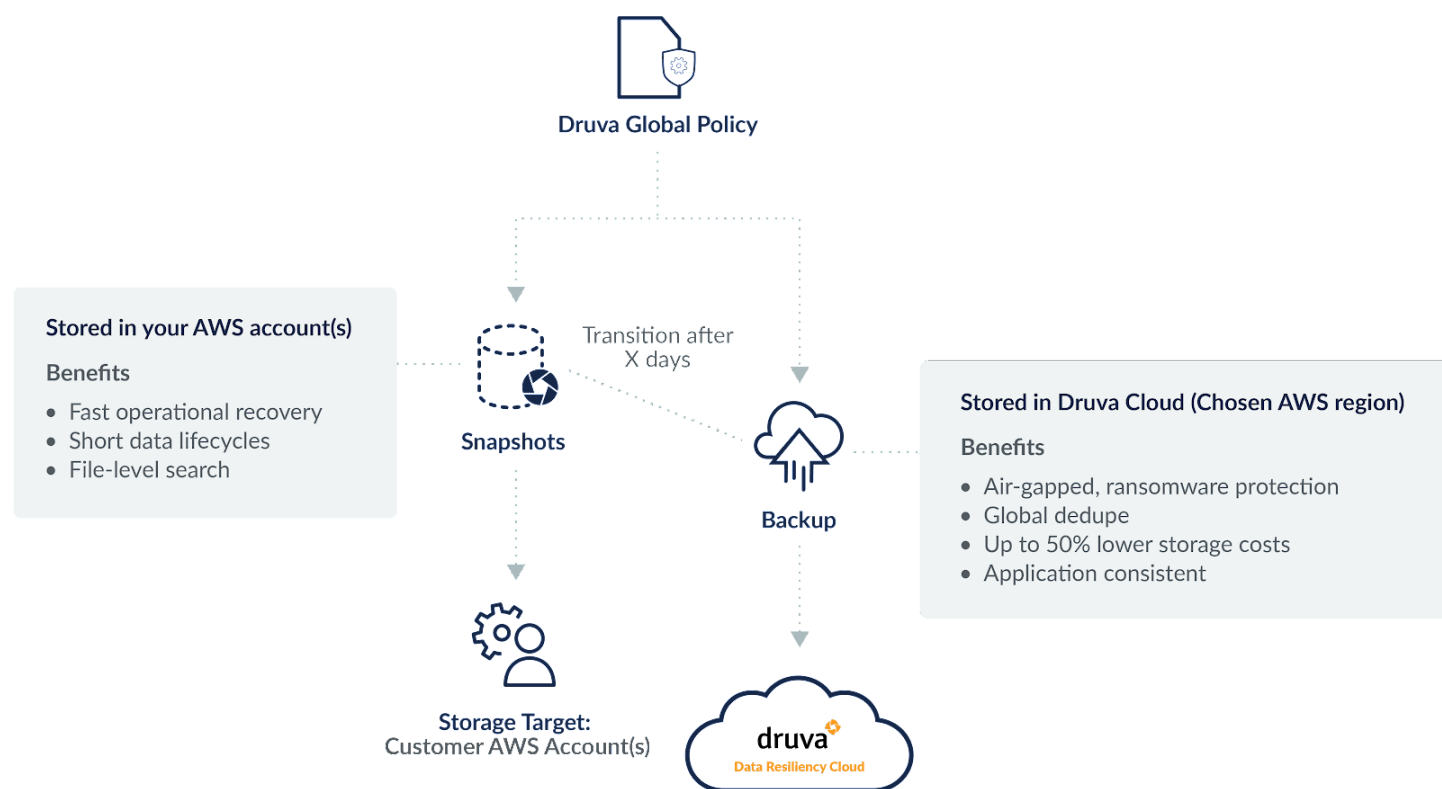 Druva Global Policy
Stored in your AWS account(s)
Benefits
• Fast operational recovery
• Short data lifecycles
• File-level search
Transition after
X days
Snapshots
Backup
Stored in Druva Cloud (Chosen AWS region)
Benefits
• Air-gapped, ransomware protection
• Global dedupe
• Up to 50% lower storage costs
• Application consistent
Storage Target:
Customer AWS Account(s)
druva
Data Resiliency Cloud